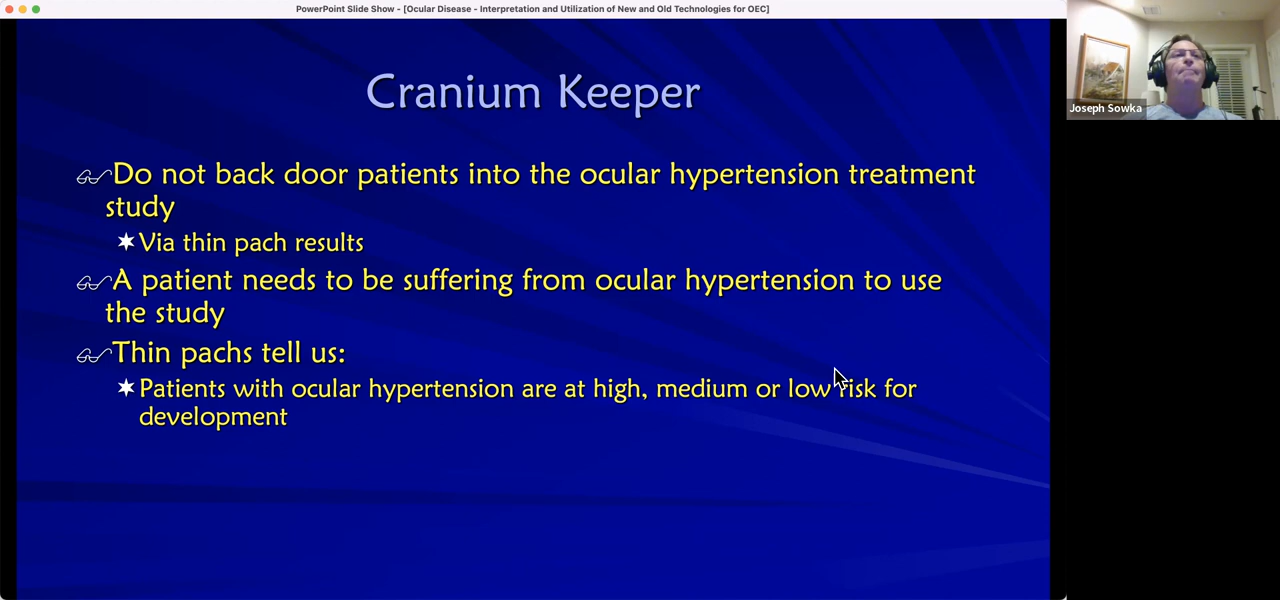 PowerPoint Slide Show - [Ocular Disease - Interpretation and Utilization of New and Old Technologies for OEC]
Joseph Sowka
Cranium Keeper
Do not back door patients into the ocular hypertension treatment
study
Via thin pach results
A patient needs to be suffering from ocular hypertension to use
the study
Thin pachs tell us:
Patients with ocular hypertension are at high, medium or low risk for
development